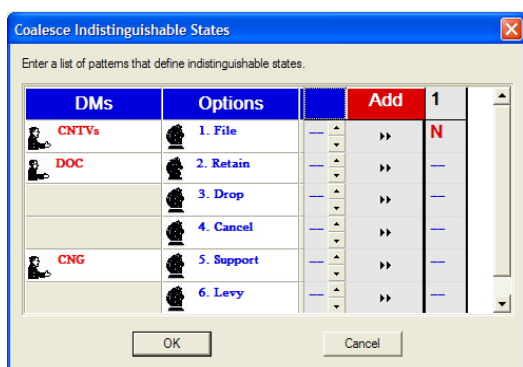 Coalesce Indistinguishable States
Enter a list of patterns that define indistinguishable states.
DMs Options Add 1
CNTVs 1. File -- N
DOC 2. Retain -- --
3. Drop -- --
4. Cancel -- --
CNG 5. Support -- --
6. Levy -- --
OK Cancel